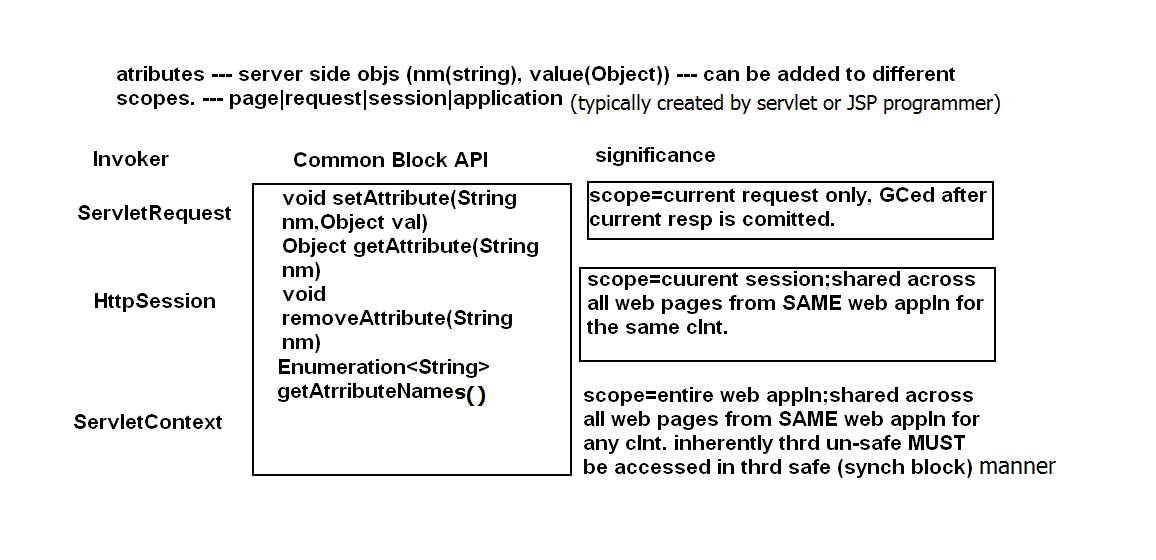 atributes --- server side objs (nm(string), value(Object)) --- can be added to different
scopes. --- page|request|session|application (typically created by servlet or JSP programmer)
Invoker
Common Block API
significance
ServletRequest
void setAttribute(String
nm,Object val)
Object getAttribute(String
nm)
void
removeAttribute(String
nm)
Enumeration<String>
getAtrributeNames()
scope=current request only, GCed after
current resp is comitted.
HttpSession
scope=cuurent session;shared across
all web pages from SAME web appln for
the same clnt.
ServletContext
scope=entire web appln;shared across
all web pages from SAME web appln for
any clnt. inherently thrd un-safe MUST
be accessed in thrd safe (synch block) manner